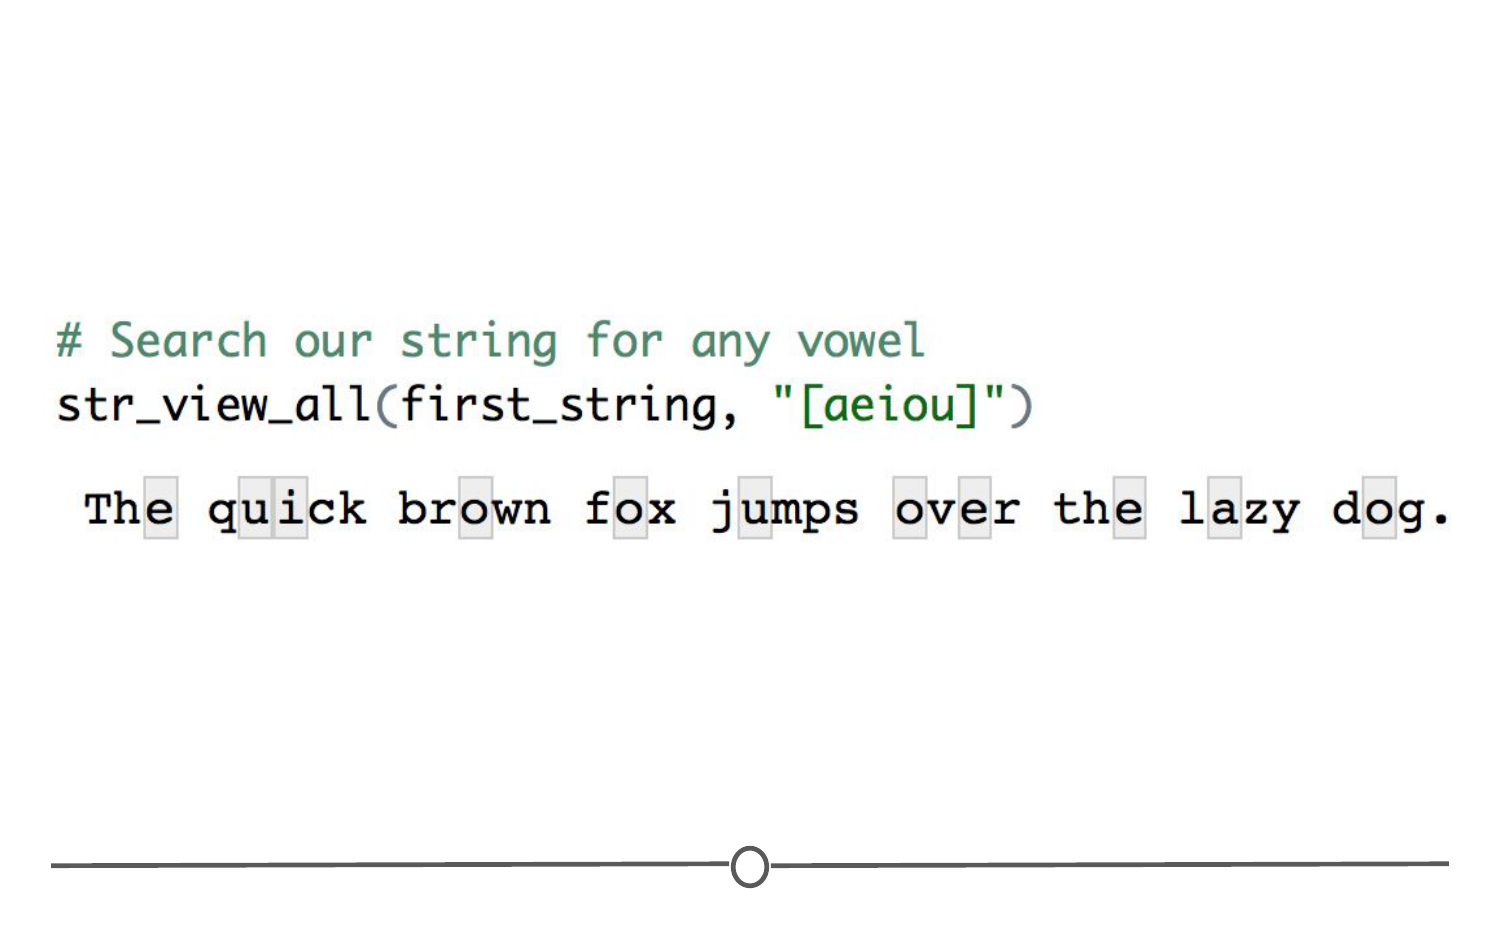 # Search our string for any vowel
str_view_all(first_string, "[aeiou]")
The quick brown fox jumps over the lazy dog.